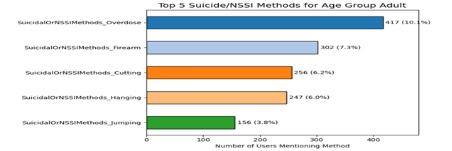 Top 5 Suicide/NSSI Methods for Age Group Adult
SuicidalOrNSSIMethods_Overdose 417 (10.1%)
SuicidalOrNSSIMethods_Firearm 302 (7.3%)
SuicidalOrNSSIMethods_Cutting 256 (6.2%)
SuicidalOrNSSIMethods_Hanging 247 (6.0%)
SuicidalOrNSSIMethods_Jumping 156 (3.8%)
0 100 200 300 400
Number of Users Mentioning Method